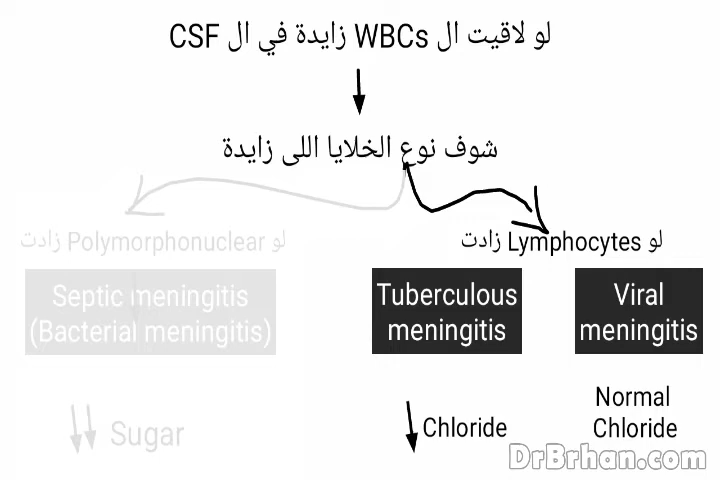 لو لاقيت ال WBCs زايدة في ال CSF
شوف نوع الخلايا اللى زايدة
لو Polymorphonuclear زادت
لو Lymphocytes زادت
Septic meningitis
(Bacterial meningitis)
Tuberculous
meningitis
Viral
meningitis
Sugar
Chloride
Normal
Chloride
DrBrhan.com